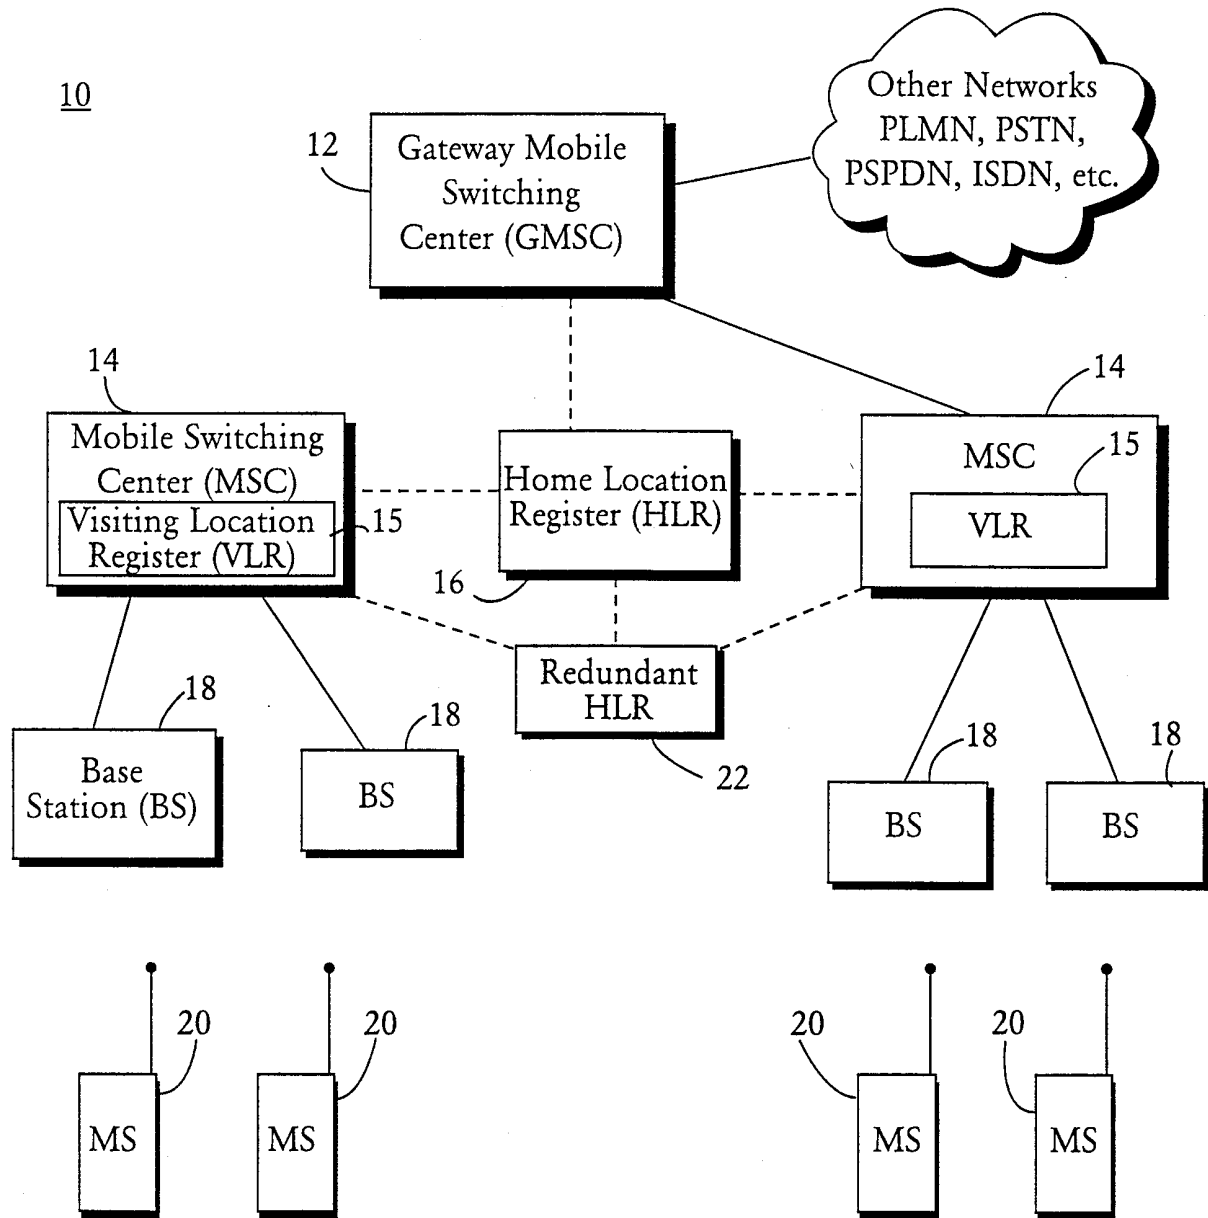 10
Other Networks
PLMN, PSTN,
PSPDN, ISDN, etc.
12
Gateway Mobile
Switching
Center (GMSC)
14
14
Mobile Switching
Center (MSC)
Visiting Location
Register (VLR)
15
Home Location
Register (HLR)
16
MSC
15
VLR
Redundant
HLR
22
18
Base
Station (BS)
18
BS
18
BS
18
BS
20
MS
20
MS
20
MS
20
MS